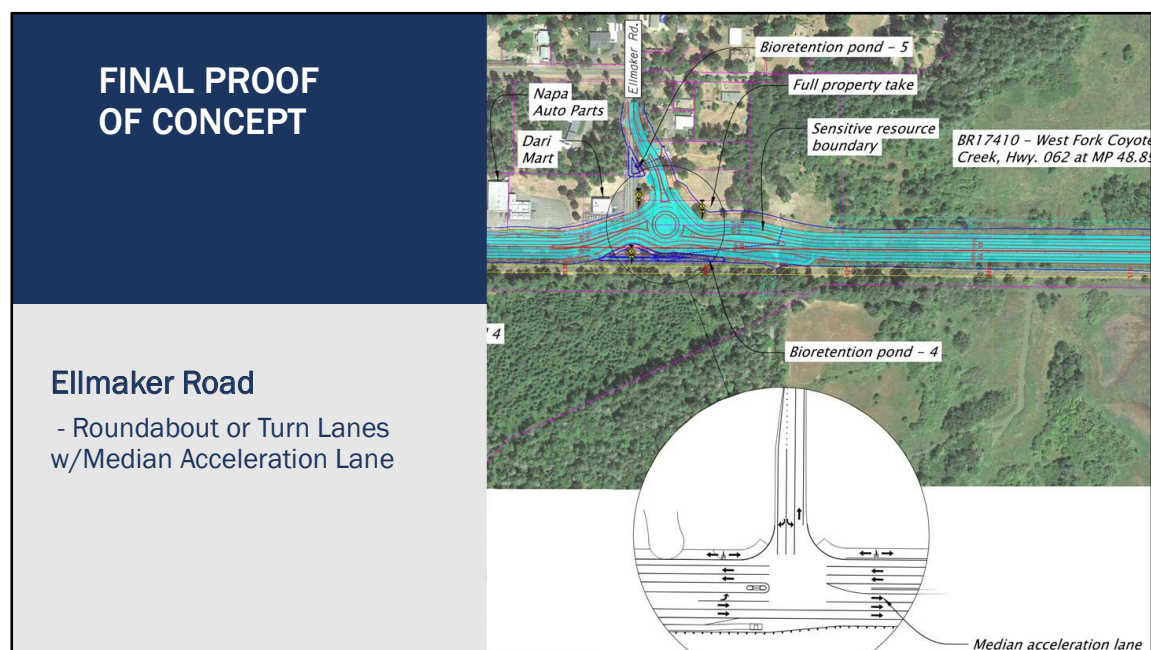 FINAL PROOF
OF CONCEPT
Ellmaker Road
- Roundabout or Turn Lanes
w/Median Acceleration Lane
Ellmaker Rd.
Bioretention pond - 5
Napa
Auto Parts
Full property take
Dari
Mart
Sensitive resource
boundary
BR17410 - West Fork Coyote
Creek, Hwy. 062 at MP 48.89
4
Bioretention pond - 4
Median acceleration lane